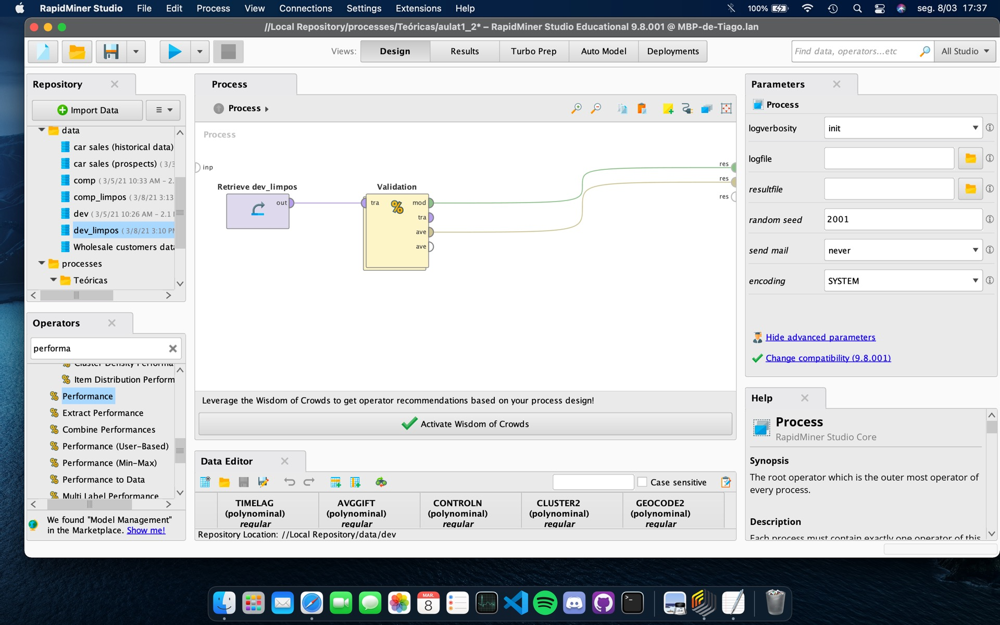 RapidMiner Studio File Edit Process View Connections Settings Extensions Help 100% seg. 8/03 17:37
//Local Repository/processes/Teóricas/aulat1_2* – RapidMiner Studio Educational 9.8.001 @ MBP-de-Tiago.lan
Views: Design Results Turbo Prep Auto Model Deployments Find data, operators...etc All Studio
Repository
Import Data
data
car sales (historical data)
car sales (prospects) ( 3/3
comp ( 3/5/21 10:33 AM – 2.
comp_limpos ( 3/8/21 3:13
dev ( 3/5/21 10:26 AM – 2.1
dev_limpos ( 3/8/21 3:10 P
Wholesale customers data
processes
Teóricas
Operators
performa
Cluster Density Performa
Item Distribution Perform
Performance
Extract Performance
Combine Performances
Performance (User-Based)
Performance (Min-Max)
Performance to Data
Multi Label Performance
We found "Model Management"
in the Marketplace. Show me!
Process
Process
Process
inp
Retrieve dev_limpos
out
Validation
tra mod
tra
ave
ave
res
res
res
Leverage the Wisdom of Crowds to get operator recommendations based on your process design!
Activate Wisdom of Crowds
Data Editor
Case sensitive
TIMELAG AVGGIFT CONTROLN CLUSTER2 GEOCODE2
(polynominal) (polynominal) (polynominal) (polynominal) (polynominal)
regular regular regular regular regular
Repository Location: //Local Repository/data/dev
Parameters
Process
logverbosity init
logfile
resultfile
random seed 2001
send mail never
encoding SYSTEM
Hide advanced parameters
Change compatibility (9.8.001)
Help
Process
RapidMiner Studio Core
Synopsis
The root operator which is the outer most operator of
every process.
Description
Each process must contain exactly one operator of this
MAR.
8